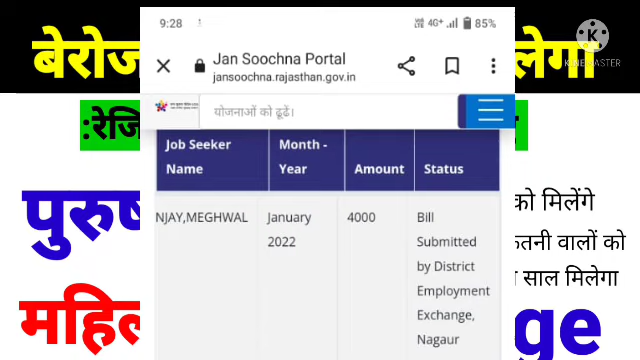 बेरोज लेगा
KINEMASTER
9:28 4G+ 85%
Jan Soochna Portal
jansoochna.rajasthan.gov.in
योजनाओं को ढूढें।
:रेजि
Job Seeker Name Month - Year Amount Status
NJAY,MEGHWAL January 2022 4000 Bill Submitted by District Employment Exchange, Nagaur
पुरुष
को मिलेंगे
कतनी वालों को
साल मिलेगा
महिल ge